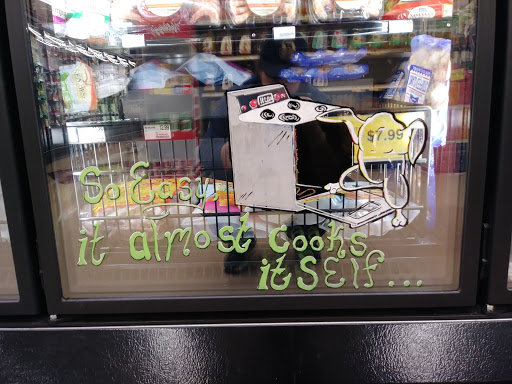 $7.99
So Easy,
it almost cooks
itself...